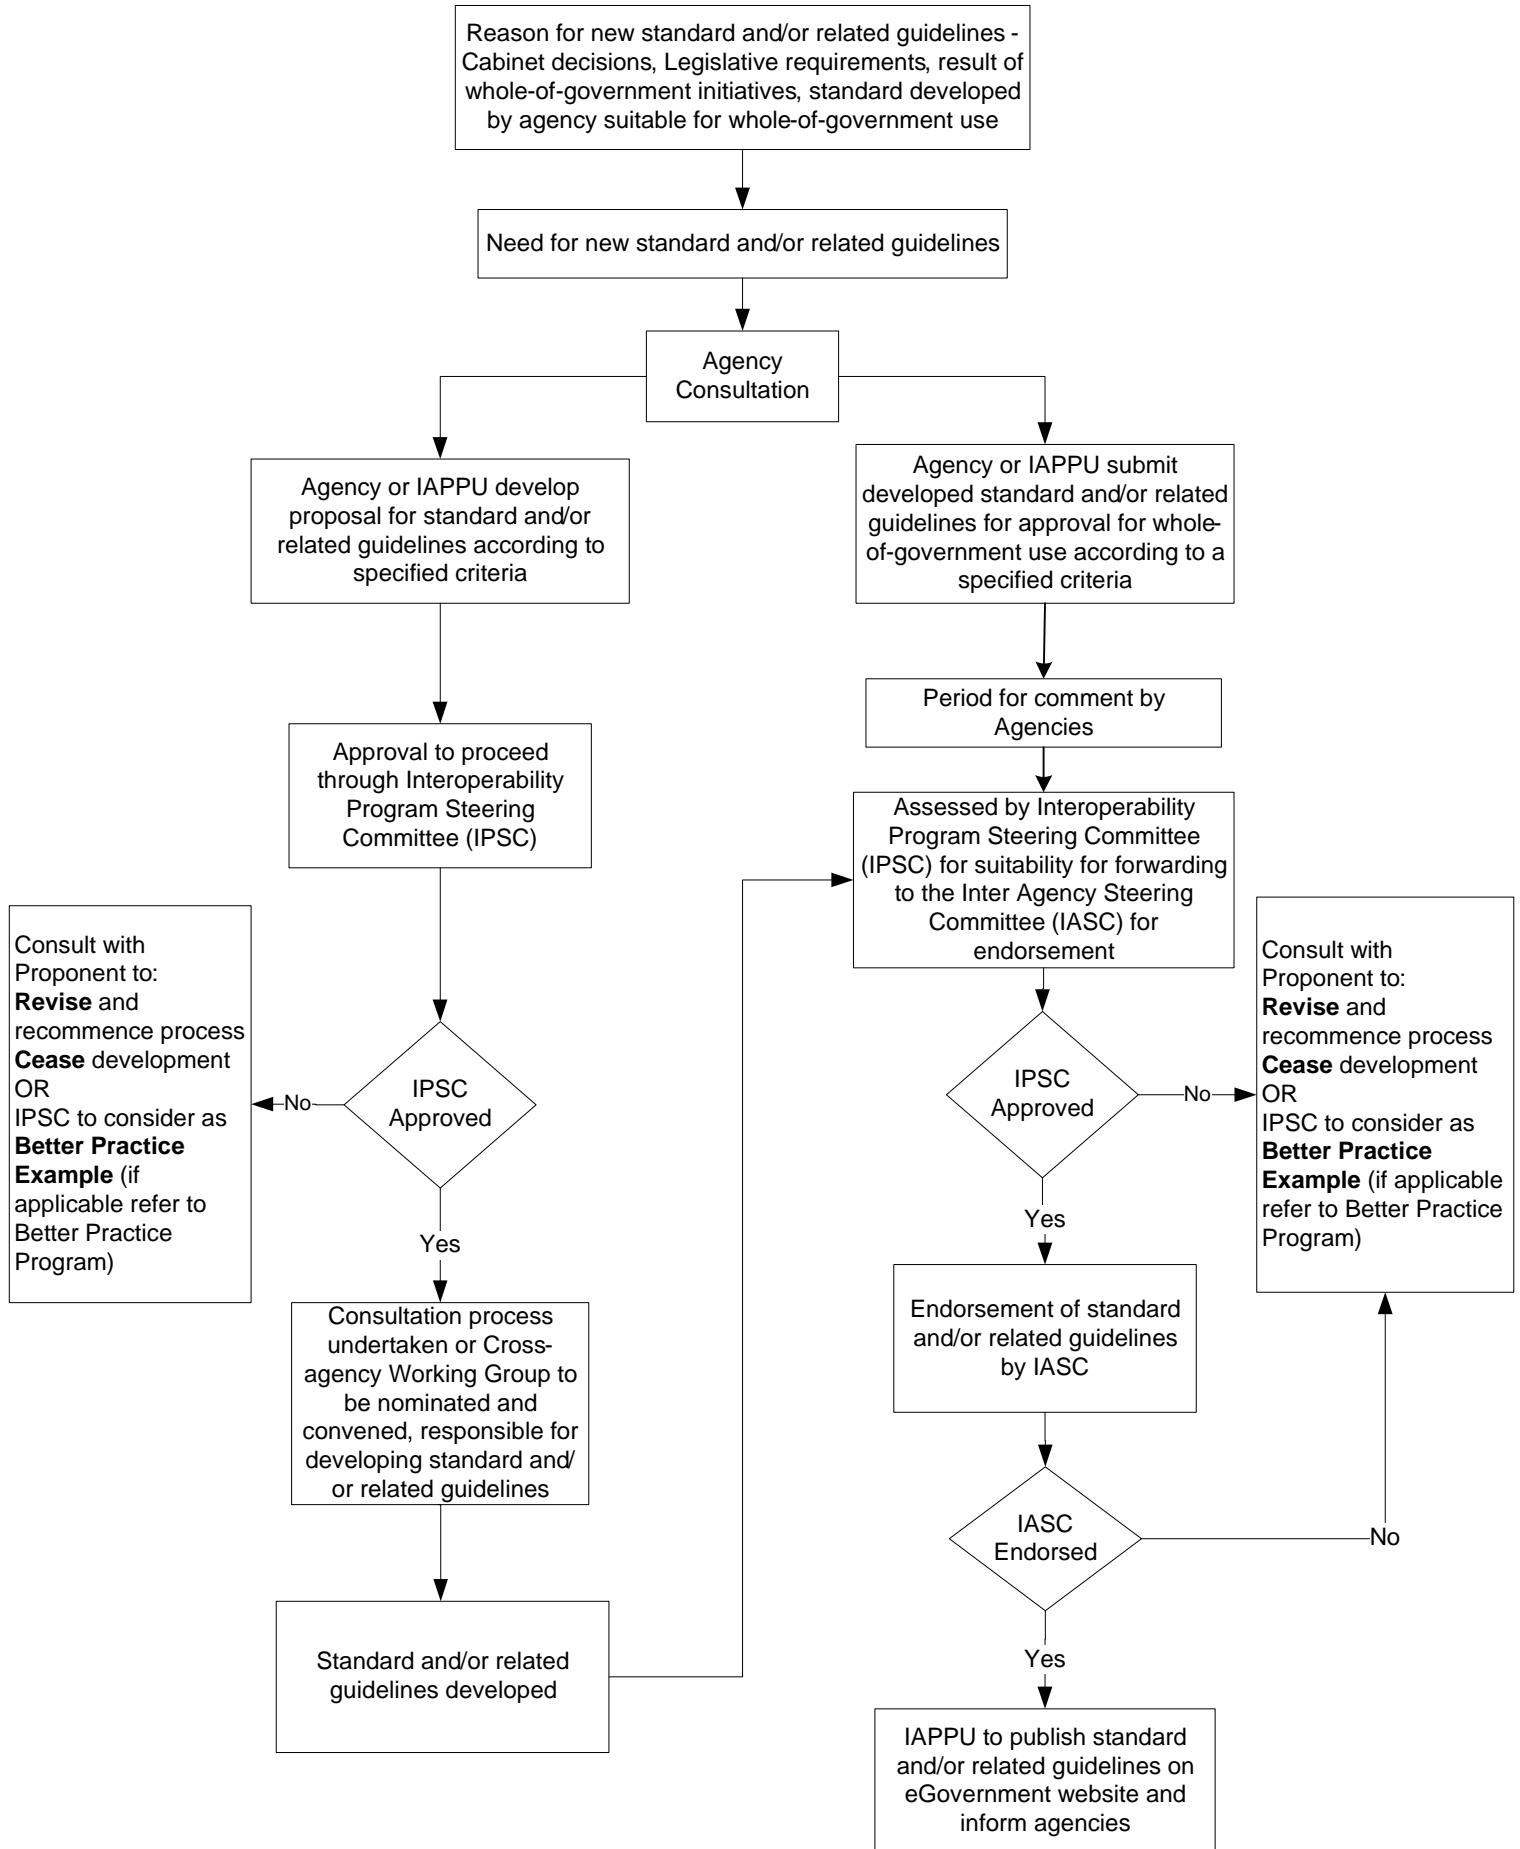 Reason for new standard and/or related guidelines -
Cabinet decisions, Legislative requirements, result of
whole-of-government initiatives, standard developed
by agency suitable for whole-of-government use
Need for new standard and/or related guidelines
Agency
Consultation
Agency or IAPPU develop
proposal for standard and/or
related guidelines according to
specified criteria
Agency or IAPPU submit
developed standard and/or related
guidelines for approval for whole-
of-government use according to a
specified criteria
Period for comment by
Agencies
Approval to proceed
through Interoperability
Program Steering
Committee (IPSC)
Assessed by Interoperability
Program Steering Committee
(IPSC) for suitability for forwarding
to the Inter Agency Steering
Committee (IASC) for
endorsement
Consult with
Proponent to:
Revise and
recommence process
Cease development
OR
IPSC to consider as
Better Practice
Example (if
applicable refer to
Better Practice
Program)
No
IPSC
Approved
Yes
IPSC
Approved
No
Yes
Consult with
Proponent to:
Revise and
recommence process
Cease development
OR
IPSC to consider as
Better Practice
Example (if applicable
refer to Better Practice
Program)
Consultation process
undertaken or Cross-
agency Working Group to
be nominated and
convened, responsible for
developing standard and/
or related guidelines
Endorsement of standard
and/or related guidelines
by IASC
IASC
Endorsed
No
Yes
Standard and/or related
guidelines developed
IAPPU to publish standard
and/or related guidelines on
eGovernment website and
inform agencies